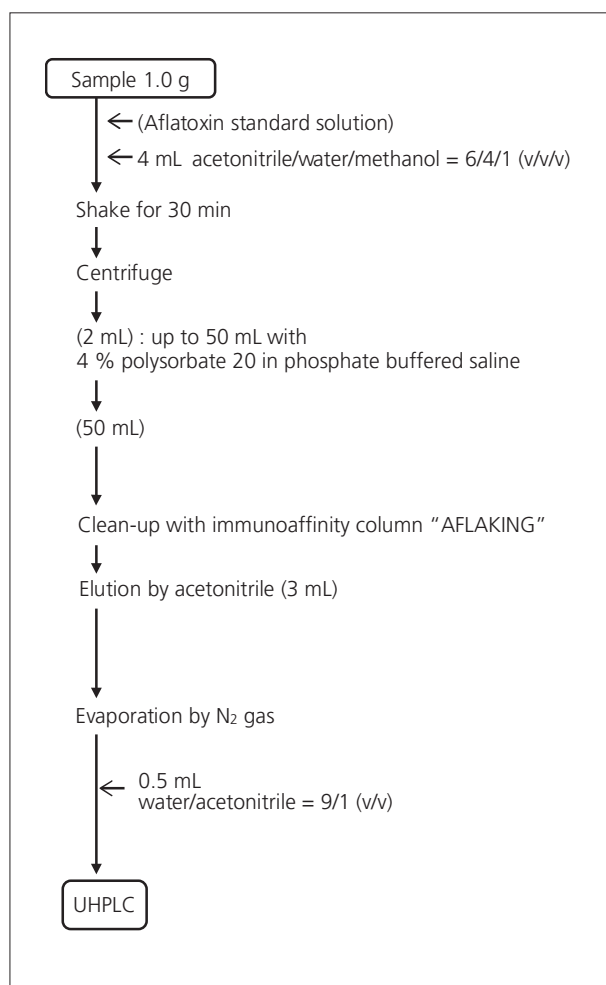 Sample 1.0 g
(Aflatoxin standard solution)
4 mL acetonitrile/water/methanol = 6/4/1 (v/v/v)
Shake for 30 min
Centrifuge
(2 mL) : up to 50 mL with
4 % polysorbate 20 in phosphate buffered saline
(50 mL)
Clean-up with immunoaffinity column “AFLAKING”
Elution by acetonitrile (3 mL)
Evaporation by N₂ gas
0.5 mL
water/acetonitrile = 9/1 (v/v)
UHPLC